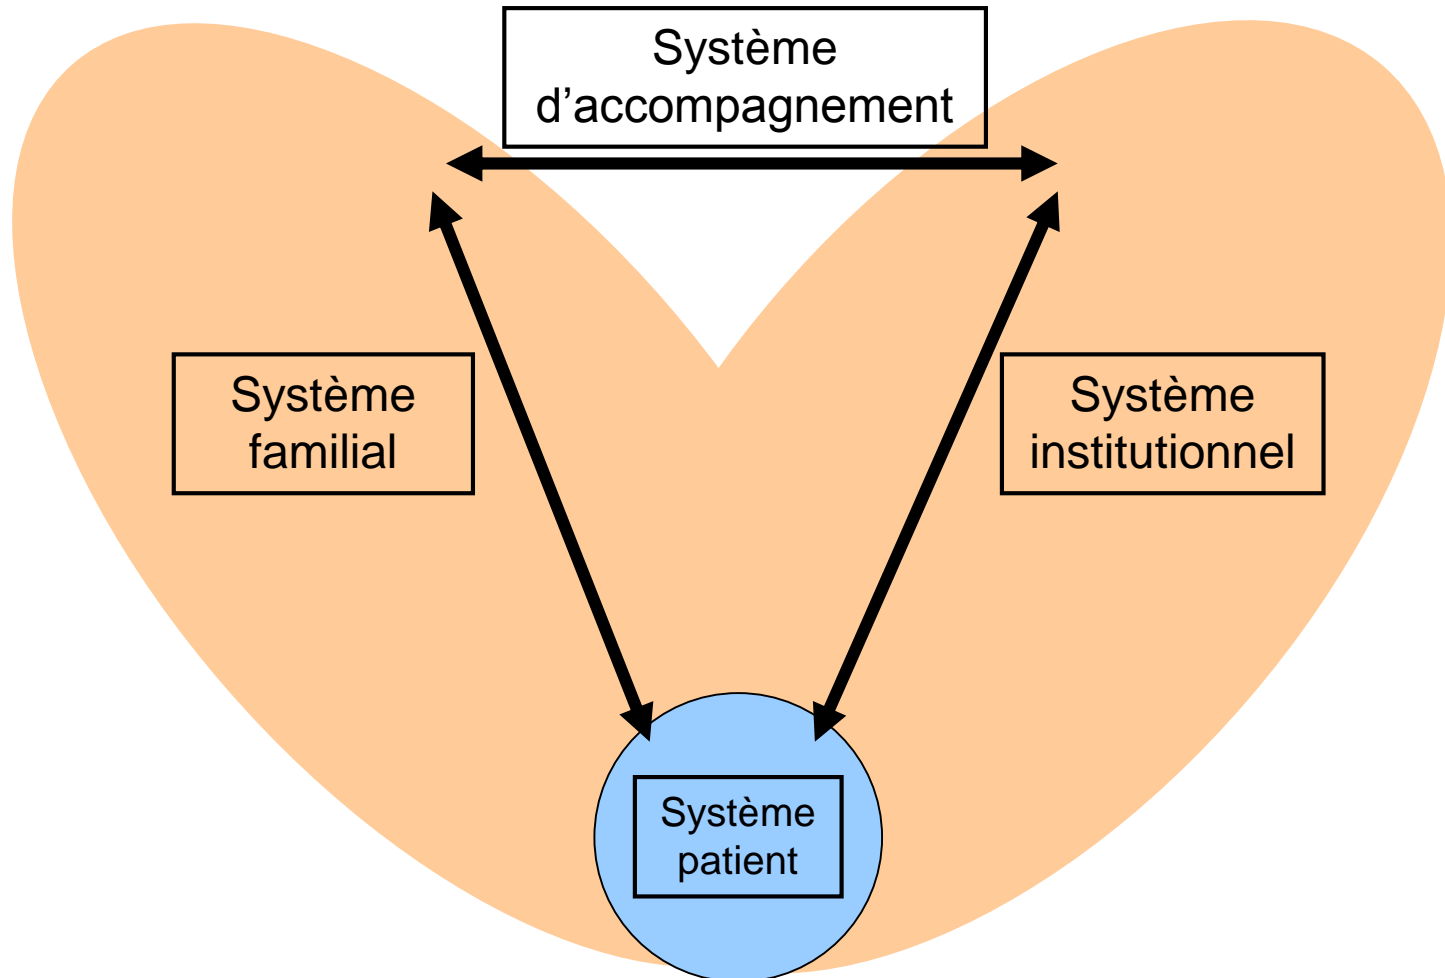 Système
d’accompagnement
Système
familial
Système
institutionnel
Système
patient